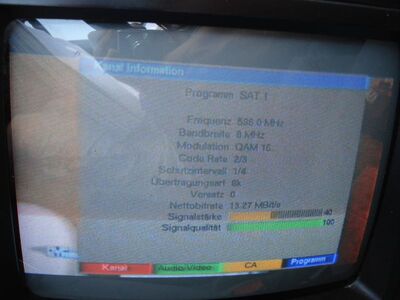 Kanal Information
Programm SAT.1
Frequenz 538.0 MHz
Bandbreite 8 MHz
Modulation QAM 16
Code Rate 2/3
Schutzintervall 1/4
Übertragungsart 8k
Versatz 0
Nettobitrate 13.27 MBit/s
Signalstärke 40
Signalqualität 100
Kanal Audio/Video CA Programm